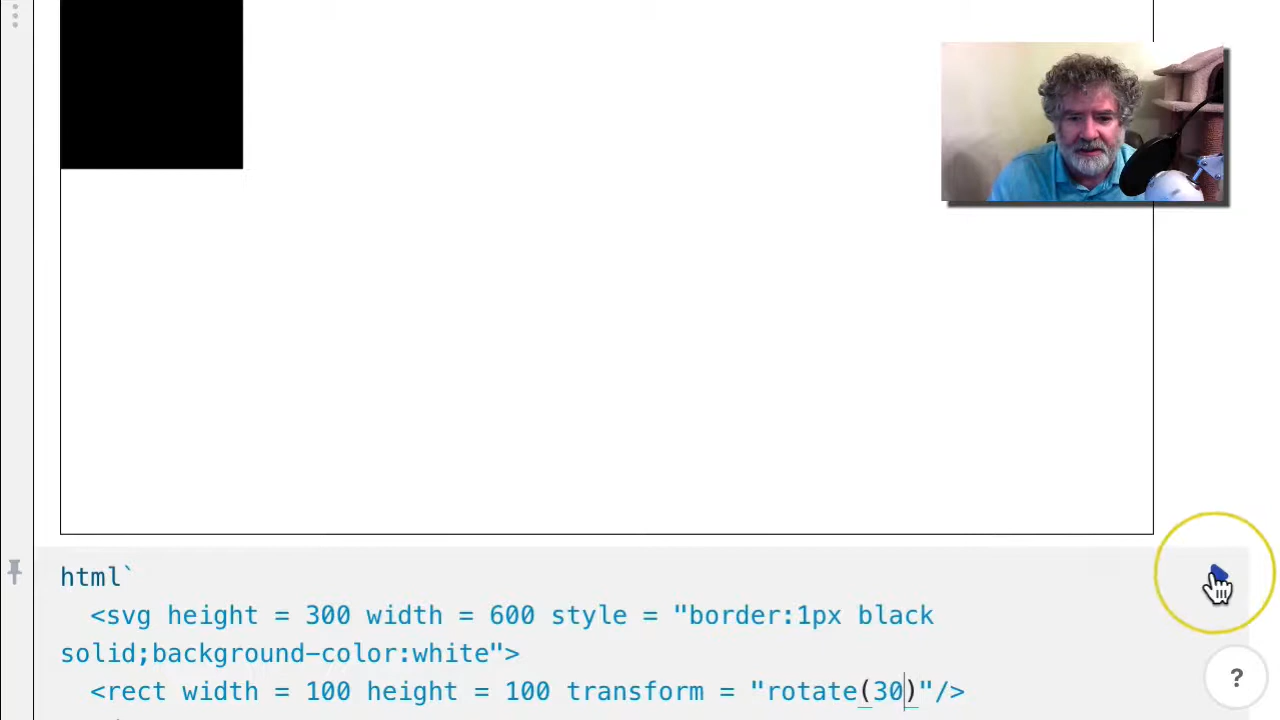 html`
<svg height = 300 width = 600 style = "border:1px black
solid;background-color:white">
<rect width = 100 height = 100 transform = "rotate(30)"/>
?